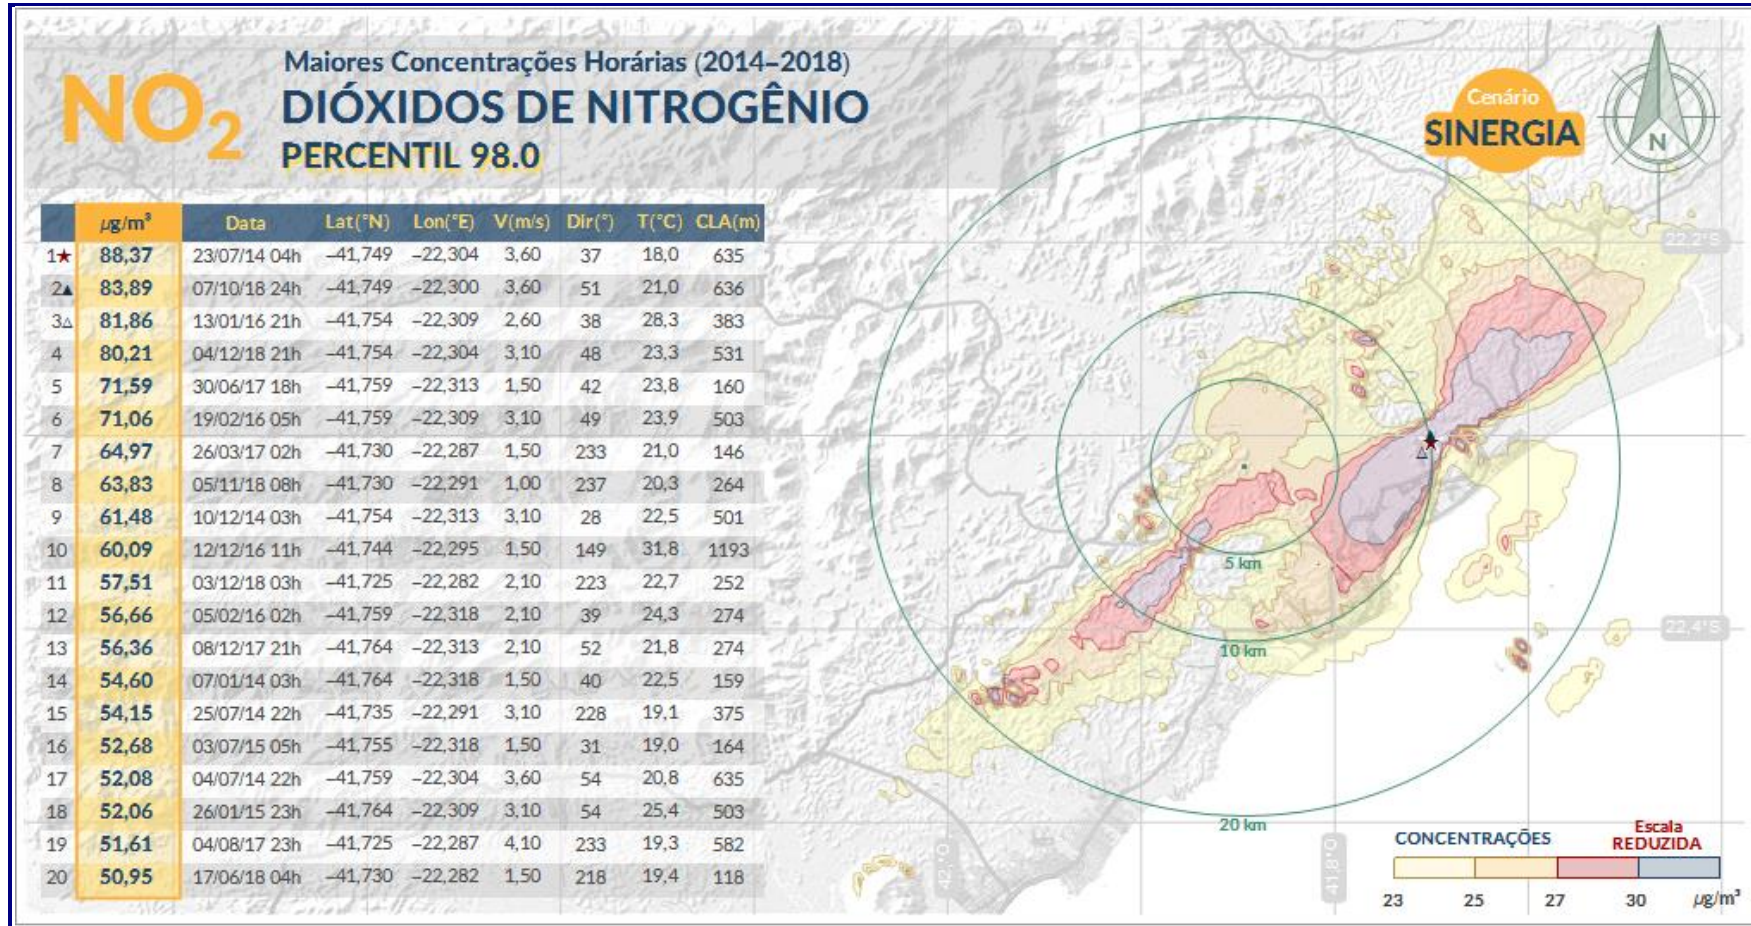 NO₂
Maiores Concentrações Horárias (2014–2018)
DIÓXIDOS DE NITROGÊNIO
PERCENTIL 98.0
Cenário
SINERGIA
N
µg/m³ Data Lat(°N) Lon(°E) V(m/s) Dir(°) T(°C) CLA(m)
1★ 88,37 23/07/14 04h –41,749 –22,304 3,60 37 18,0 635
2▲ 83,89 07/10/18 24h –41,749 –22,300 3,60 51 21,0 636
3△ 81,86 13/01/16 21h –41,754 –22,309 2,60 38 28,3 383
4 80,21 04/12/18 21h –41,754 –22,304 3,10 48 23,3 531
5 71,59 30/06/17 18h –41,759 –22,313 1,50 42 23,8 160
6 71,06 19/02/16 05h –41,759 –22,309 3,10 49 23,9 503
7 64,97 26/03/17 02h –41,730 –22,287 1,50 233 21,0 146
8 63,83 05/11/18 08h –41,730 –22,291 1,00 237 20,3 264
9 61,48 10/12/14 03h –41,754 –22,313 3,10 28 22,5 501
10 60,09 12/12/16 11h –41,744 –22,295 1,50 149 31,8 1193
11 57,51 03/12/18 03h –41,725 –22,282 2,10 223 22,7 252
12 56,66 05/02/16 02h –41,759 –22,318 2,10 39 24,3 274
13 56,36 08/12/17 21h –41,764 –22,313 2,10 52 21,8 274
14 54,60 07/01/14 03h –41,764 –22,318 1,50 40 22,5 159
15 54,15 25/07/14 22h –41,735 –22,291 3,10 228 19,1 375
16 52,68 03/07/15 05h –41,755 –22,318 1,50 31 19,0 164
17 52,08 04/07/14 22h –41,759 –22,304 3,60 54 20,8 635
18 52,06 26/01/15 23h –41,764 –22,309 3,10 54 25,4 503
19 51,61 04/08/17 23h –41,725 –22,287 4,10 233 19,3 582
20 50,95 17/06/18 04h –41,730 –22,282 1,50 218 19,4 118
22,2°S
5 km
22,4°S
10 km
20 km
42,°O
41,8°O
CONCENTRAÇÕES
Escala
REDUZIDA
23 25 27 30 µg/m³